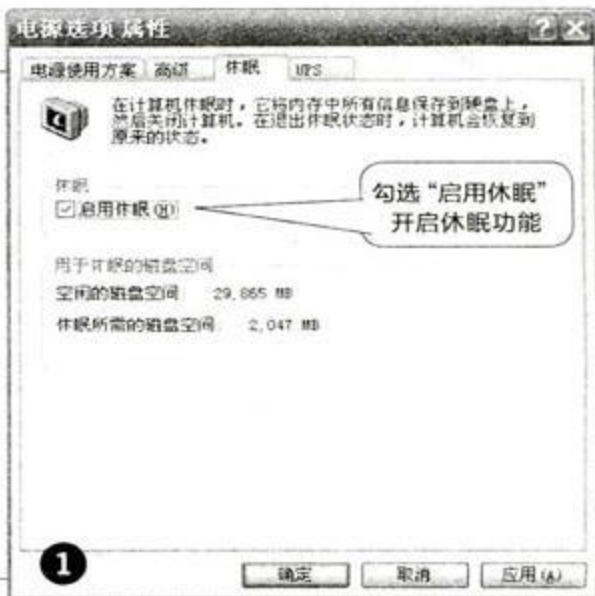 电源选项 属性
电源使用方案 高级 休眠 UPS
在计算机休眠时，它将内存中所有信息保存到硬盘上，
然后关闭计算机。在退出休眠状态时，计算机会恢复到
原来的状态。
休眠
启用休眠(H)
勾选“启用休眠”
开启休眠功能
用于休眠的磁盘空间
空闲的磁盘空间： 29,865 MB
休眠所需的磁盘空间： 2,047 MB
1
确定 取消 应用(A)